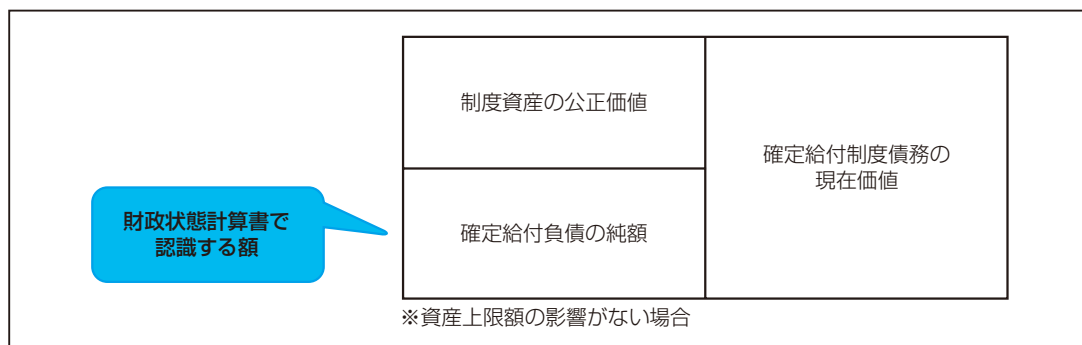 制度資産の公正価値
確定給付制度債務の
現在価値
財政状態計算書で
認識する額
確定給付負債の純額
※資産上限額の影響がない場合